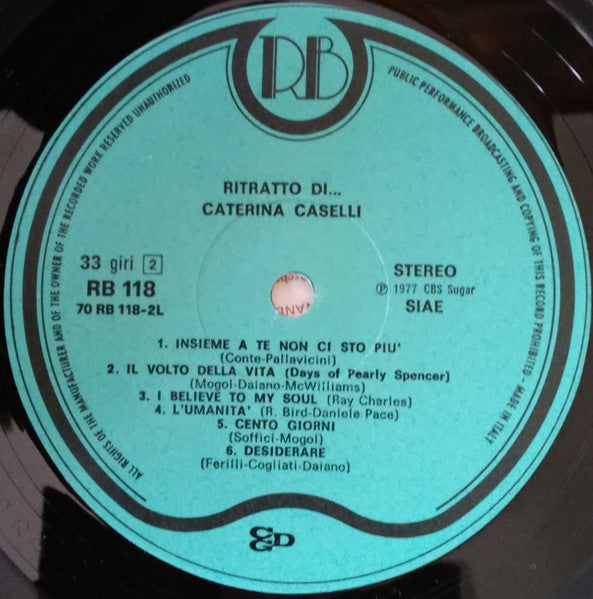 RB
ALL RIGHTS OF THE MANUFACTURER AND OF THE OWNER OF THE RECORDED WORK RESERVED UNAUTHORIZED
PUBLIC PERFORMANCE BROADCASTING AND COPYING OF THIS RECORD PROHIBITED - MADE IN ITALY
RITRATTO DI...
CATERINA CASELLI
33 giri 2
RB 118
70 RB 118-2L
STEREO
Ⓟ 1977 CBS Sugar
SIAE
1. INSIEME A TE NON CI STO PIU'
(Conte-Pallavicini)
2. IL VOLTO DELLA VITA (Days of Pearly Spencer)
(Mogol-Daiano-McWilliams)
3. I BELIEVE TO MY SOUL (Ray Charles)
4. L'UMANITA' (R. Bird-Daniele Pace)
5. CENTO GIORNI
(Soffici-Mogol)
6. DESIDERARE
(Ferilli-Cogliati-Daiano)